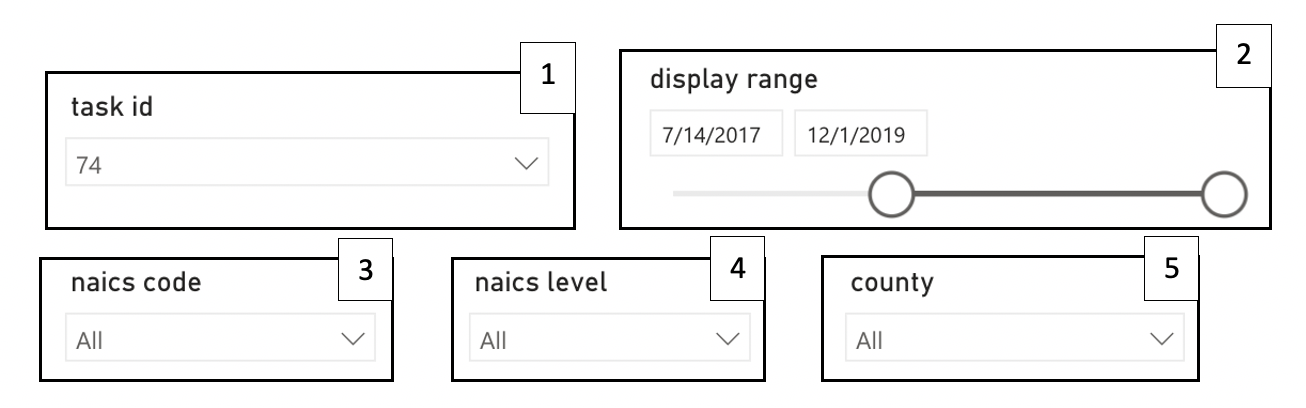 1
task id
74
2
display range
7/14/2017 12/1/2019
3
naics code
All
4
naics level
All
5
county
All